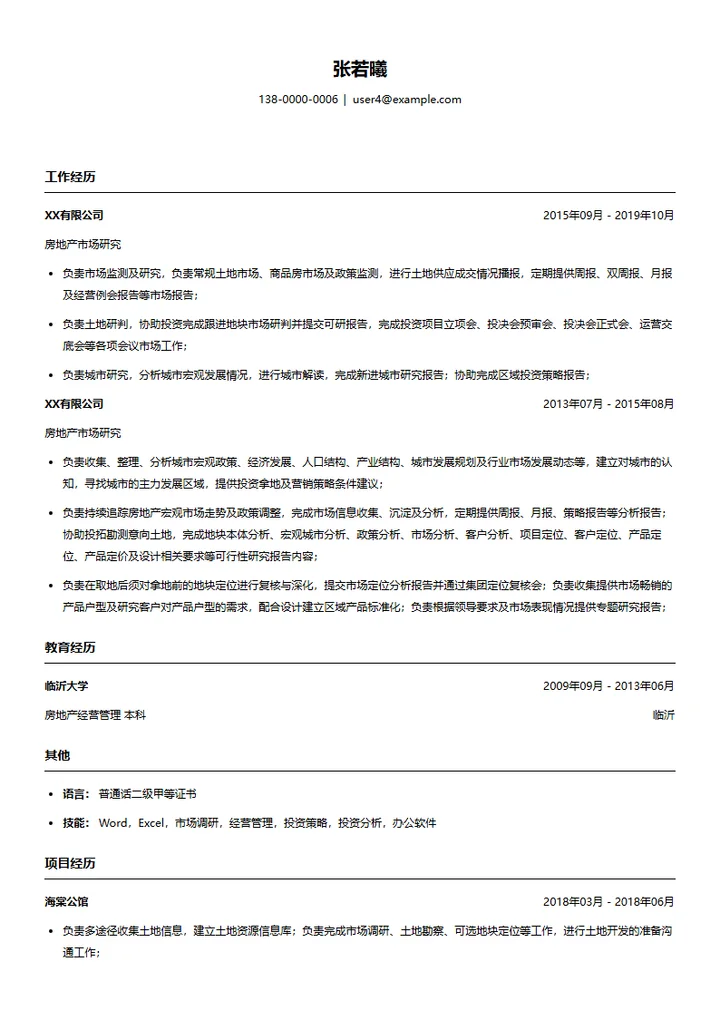 张若曦
138-0000-0006 | user4@example.com
工作经历
XX有限公司 2015年09月 - 2019年10月
房地产市场研究
• 负责市场监测及研究，负责常规土地市场、商品房市场及政策监测，进行土地供应成交情况播报，定期提供周报、双周报、月报
及经营例会报告等市场报告；
• 负责土地研判，协助投资完成跟进地块市场研判并提交可研报告，完成投资项目立项会、投决会预审会、投决会正式会、运营交
底会等各项会议市场工作；
• 负责城市研究，分析城市宏观发展情况，进行城市解读，完成新进城市研究报告；协助完成区域投资策略报告；
XX有限公司 2013年07月 - 2015年08月
房地产市场研究
• 负责收集、整理、分析城市宏观政策、经济发展、人口结构、产业结构、城市发展规划及行业市场发展动态等，建立对城市的认
知，寻找城市的主力发展区域，提供投资拿地及营销策略条件建议；
• 负责持续追踪房地产宏观市场走势及政策调整，完成市场信息收集、沉淀及分析，定期提供周报、月报、策略报告等分析报告；
协助投拓勘测意向土地，完成地块本体分析、宏观城市分析、政策分析、市场分析、客户分析、项目定位、客户定位、产品定
位、产品定价及设计相关要求等可行性研究报告内容；
• 负责在取地后须对拿地前的地块定位进行复核与深化，提交市场定位分析报告并通过集团定位复核会；负责收集提供市场畅销的
产品户型及研究客户对产品户型的需求，配合设计建立区域产品标准化；负责根据领导要求及市场表现情况提供专题研究报告；
教育经历
临沂大学 2009年09月 - 2013年06月
房地产经营管理 本科 临沂
其他
• 语言： 普通话二级甲等证书
• 技能： Word，Excel，市场调研，经营管理，投资策略，投资分析，办公软件
项目经历
海棠公馆 2018年03月 - 2018年06月
• 负责多途径收集土地信息，建立土地资源信息库；负责完成市场调研、土地勘察、可选地块定位等工作，进行土地开发的准备沟
通工作；